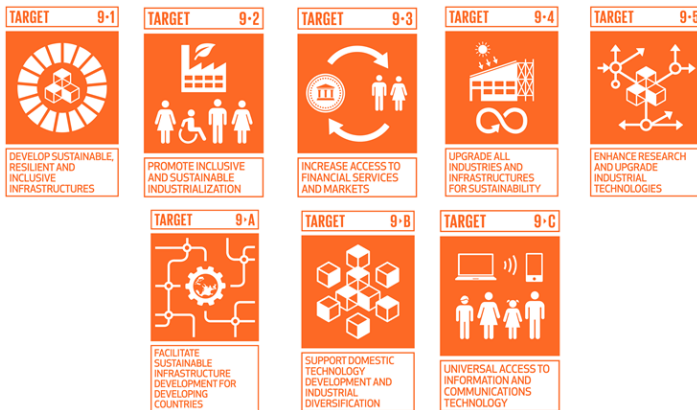 TARGET 9·1
DEVELOP SUSTAINABLE,
RESILIENT AND
INCLUSIVE
INFRASTRUCTURES
TARGET 9·2
PROMOTE INCLUSIVE
AND SUSTAINABLE
INDUSTRIALIZATION
TARGET 9·3
INCREASE ACCESS TO
FINANCIAL SERVICES
AND MARKETS
TARGET 9·4
UPGRADE ALL
INDUSTRIES AND
INFRASTRUCTURES
FOR SUSTAINABILITY
TARGET 9·5
ENHANCE RESEARCH
AND UPGRADE
INDUSTRIAL
TECHNOLOGIES
TARGET 9·A
FACILITATE
SUSTAINABLE
INFRASTRUCTURE
DEVELOPMENT FOR
DEVELOPING
COUNTRIES
TARGET 9·B
SUPPORT DOMESTIC
TECHNOLOGY
DEVELOPMENT AND
INDUSTRIAL
DIVERSIFICATION
TARGET 9·C
UNIVERSAL ACCESS TO
INFORMATION AND
COMMUNICATIONS
TECHNOLOGY